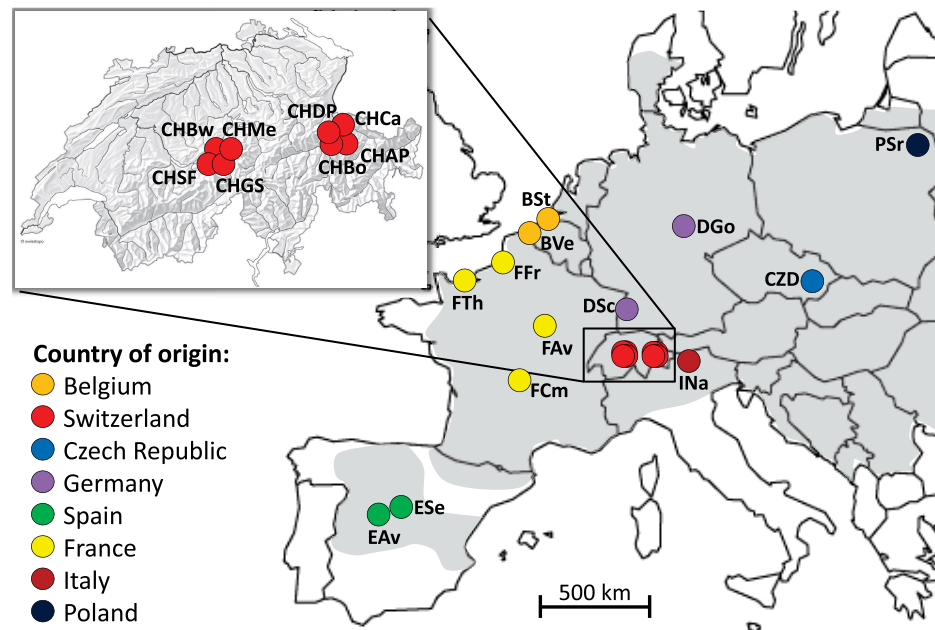 CHDP
CHCa
CHBw CHMe
CHAP
CHBo
CHSF
CHGS
© swisstopo
PSr
BSt
DGo
BVe
FFr
CZD
FTh
DSc
FAv
INa
FCm
Country of origin:
Belgium
Switzerland
Czech Republic
Germany
Spain
France
Italy
Poland
ESe
EAv
500 km